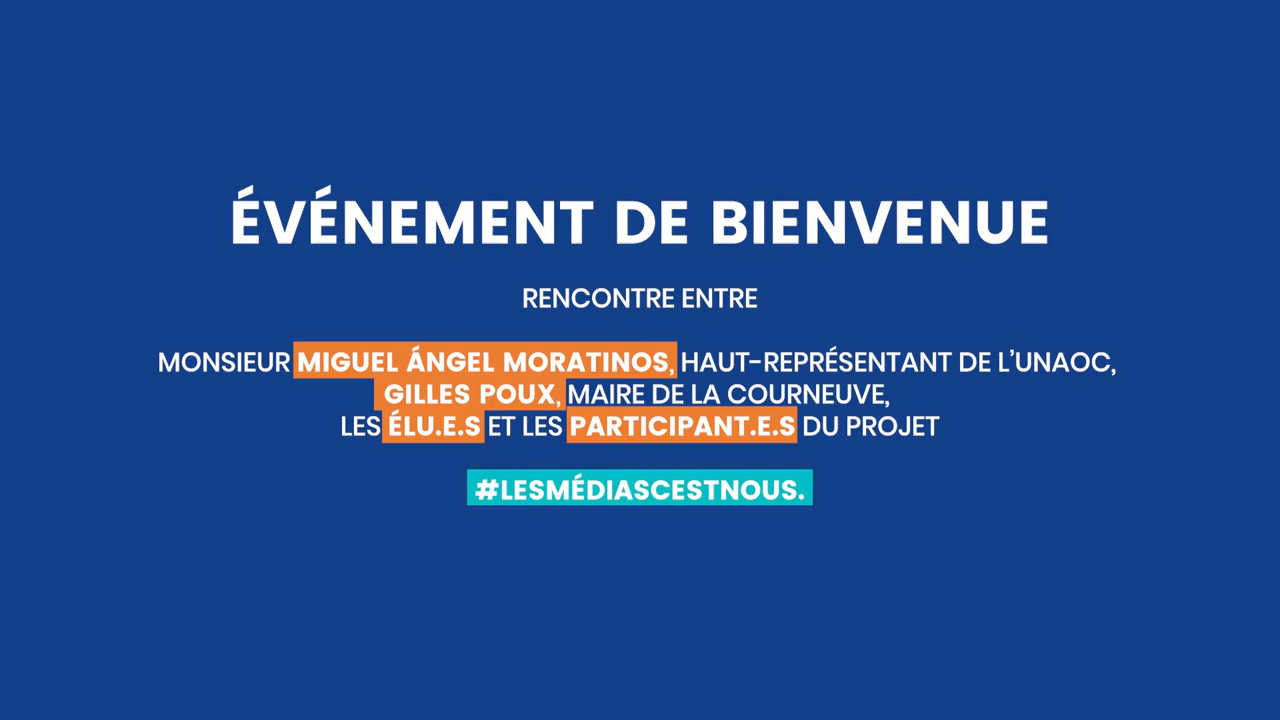 ÉVÉNEMENT DE BIENVENUE
RENCONTRE ENTRE
MONSIEUR MIGUEL ÁNGEL MORATINOS, HAUT-REPRÉSENTANT DE L’UNAOC,
GILLES POUX, MAIRE DE LA COURNEUVE,
LES ÉLU.E.S ET LES PARTICIPANT.E.S DU PROJET
#LESMÉDIASCESTNOUS.